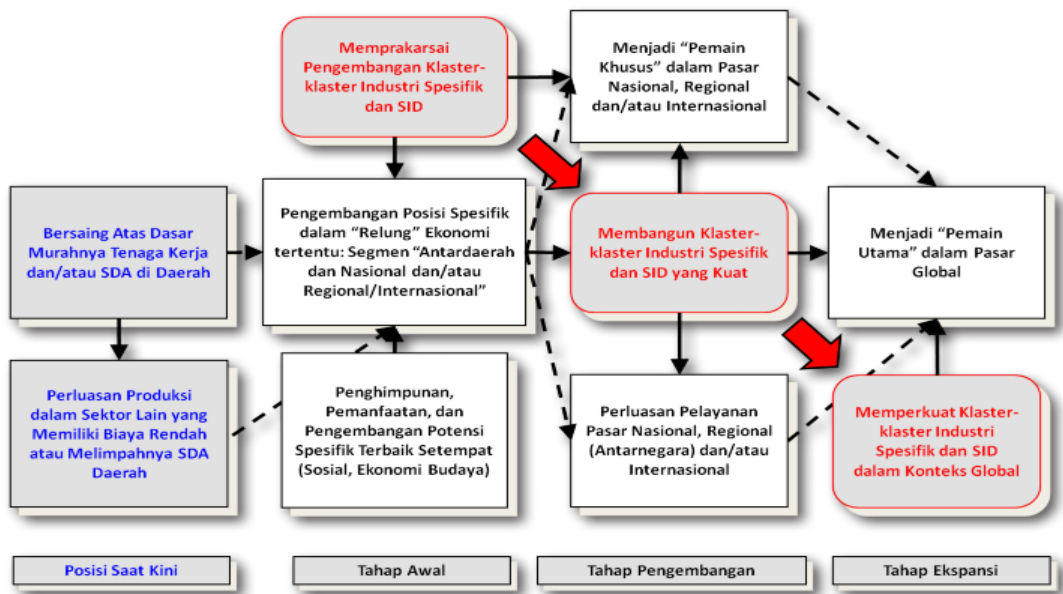 Memprakarsai
Pengembangan Klaster-
klaster Industri Spesifik
dan SID
Menjadi “Pemain
Khusus” dalam Pasar
Nasional, Regional
dan/atau Internasional
Bersaing Atas Dasar
Murahnya Tenaga Kerja
dan/atau SDA di Daerah
Pengembangan Posisi Spesifik
dalam “Relung” Ekonomi
tertentu: Segmen “Antardaerah
dan Nasional dan/atau
Regional/Internasional”
Membangun Klaster-
klaster Industri Spesifik
dan SID yang Kuat
Menjadi “Pemain
Utama” dalam Pasar
Global
Perluasan Produksi
dalam Sektor Lain yang
Memiliki Biaya Rendah
atau Melimpahnya SDA
Daerah
Penghimpunan,
Pemanfaatan, dan
Pengembangan Potensi
Spesifik Terbaik Setempat
(Sosial, Ekonomi Budaya)
Perluasan Pelayanan
Pasar Nasional, Regional
(Antarnegara) dan/atau
Internasional
Memperkuat Klaster-
klaster Industri
Spesifik dan SID
dalam Konteks Global
Posisi Saat Kini
Tahap Awal
Tahap Pengembangan
Tahap Ekspansi